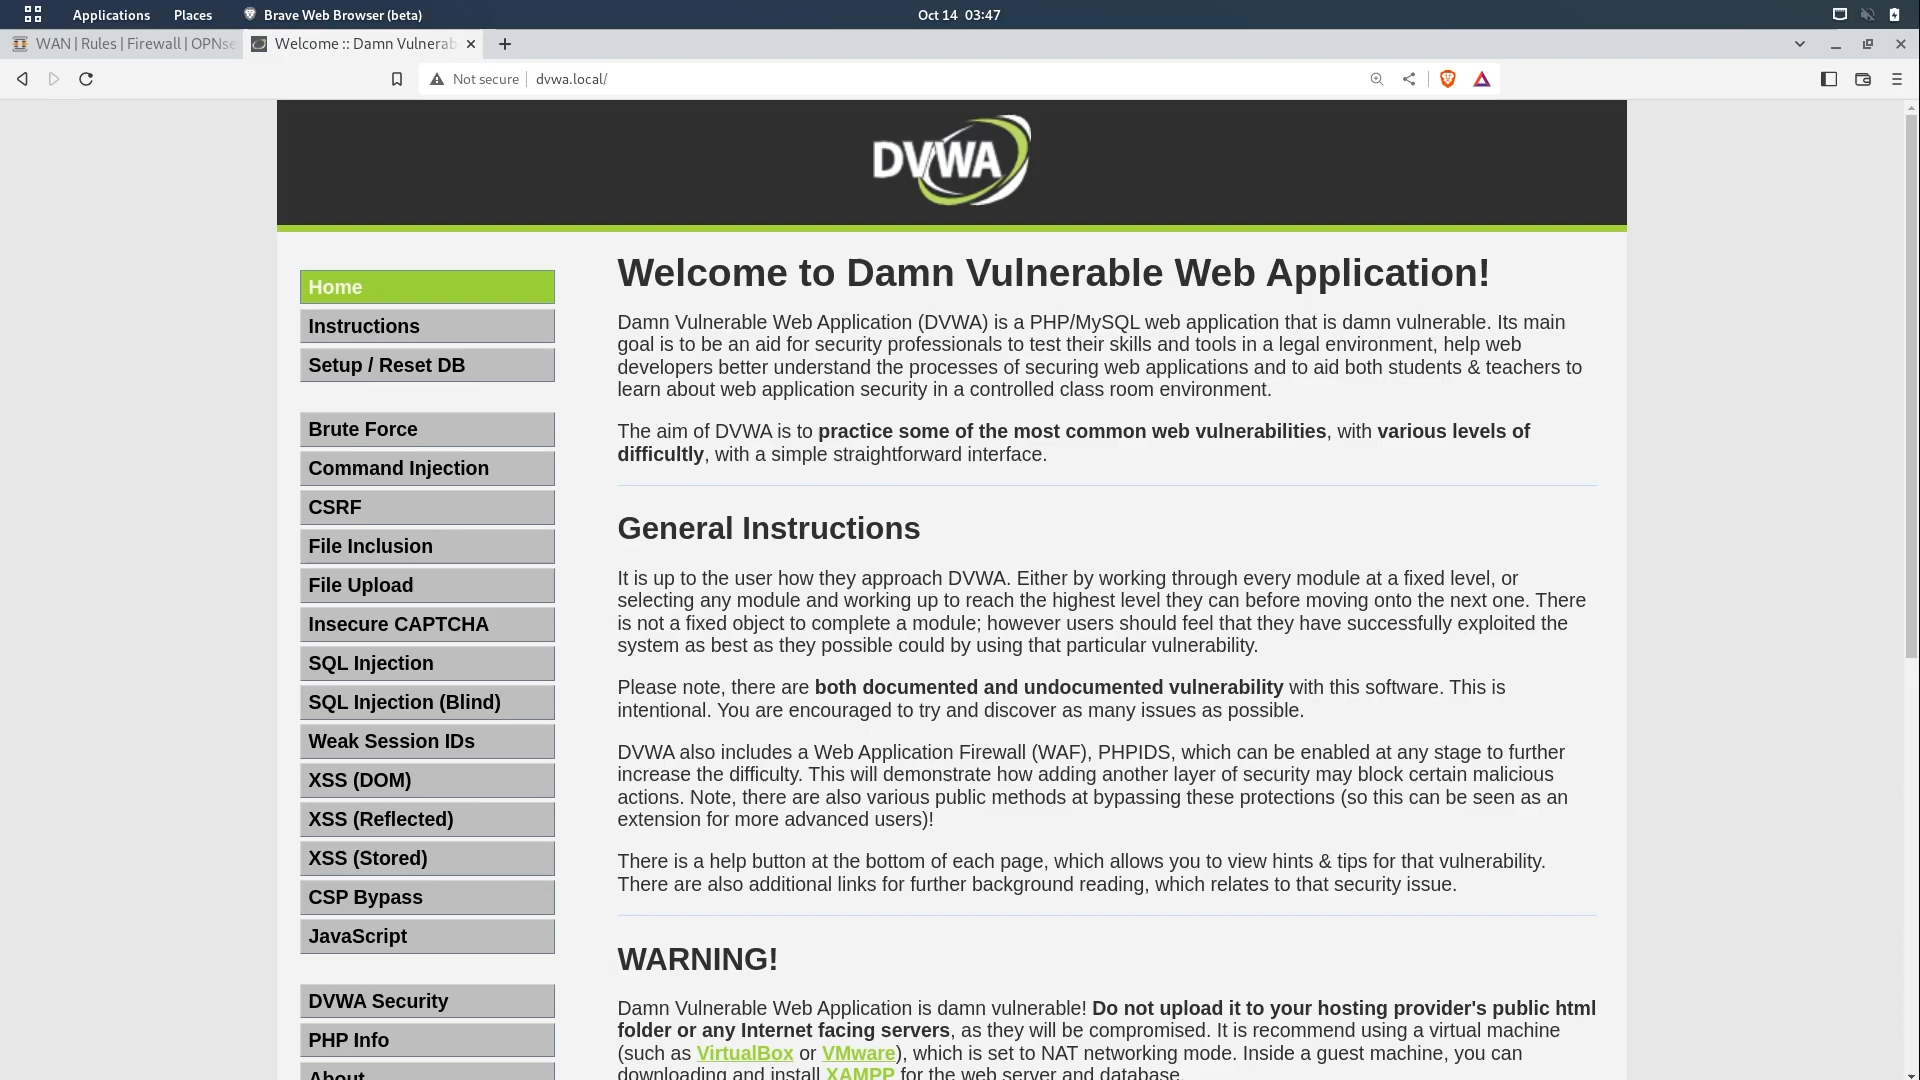 Applications Places Brave Web Browser (beta) Oct 14 03:47
WAN | Rules | Firewall | OPNse Welcome :: Damn Vulnerab
Not secure dvwa.local/
DVWA
Home
Instructions
Setup / Reset DB
Brute Force
Command Injection
CSRF
File Inclusion
File Upload
Insecure CAPTCHA
SQL Injection
SQL Injection (Blind)
Weak Session IDs
XSS (DOM)
XSS (Reflected)
XSS (Stored)
CSP Bypass
JavaScript
DVWA Security
PHP Info
About
Welcome to Damn Vulnerable Web Application!
Damn Vulnerable Web Application (DVWA) is a PHP/MySQL web application that is damn vulnerable. Its main
goal is to be an aid for security professionals to test their skills and tools in a legal environment, help web
developers better understand the processes of securing web applications and to aid both students & teachers to
learn about web application security in a controlled class room environment.
The aim of DVWA is to practice some of the most common web vulnerabilities, with various levels of
difficultly, with a simple straightforward interface.
General Instructions
It is up to the user how they approach DVWA. Either by working through every module at a fixed level, or
selecting any module and working up to reach the highest level they can before moving onto the next one. There
is not a fixed object to complete a module; however users should feel that they have successfully exploited the
system as best as they possible could by using that particular vulnerability.
Please note, there are both documented and undocumented vulnerability with this software. This is
intentional. You are encouraged to try and discover as many issues as possible.
DVWA also includes a Web Application Firewall (WAF), PHPIDS, which can be enabled at any stage to further
increase the difficulty. This will demonstrate how adding another layer of security may block certain malicious
actions. Note, there are also various public methods at bypassing these protections (so this can be seen as an
extension for more advanced users)!
There is a help button at the bottom of each page, which allows you to view hints & tips for that vulnerability.
There are also additional links for further background reading, which relates to that security issue.
WARNING!
Damn Vulnerable Web Application is damn vulnerable! Do not upload it to your hosting provider's public html
folder or any Internet facing servers, as they will be compromised. It is recommend using a virtual machine
(such as VirtualBox or VMware), which is set to NAT networking mode. Inside a guest machine, you can
downloading and install XAMPP for the web server and database.